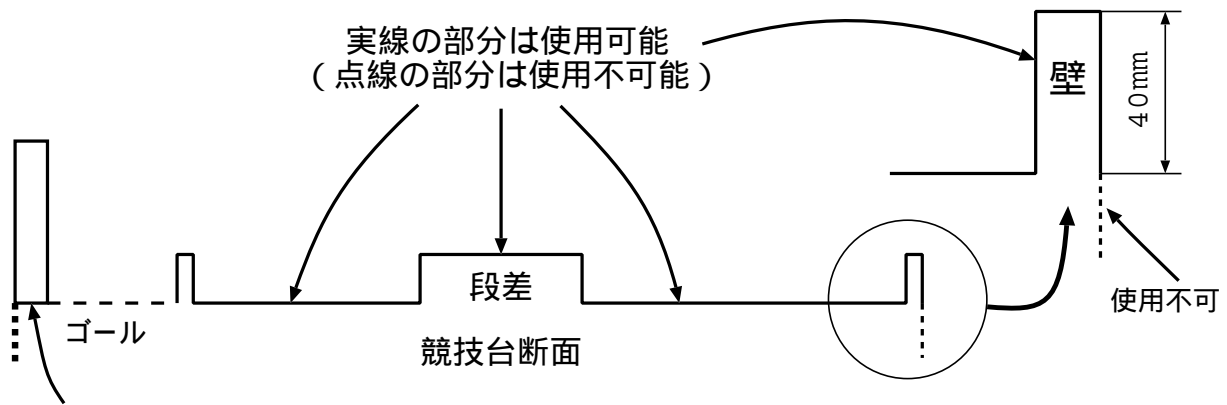 実線の部分は使用可能
(点線の部分は使用不可能)
壁
40mm
段差
使用不可
ゴール
競技台断面